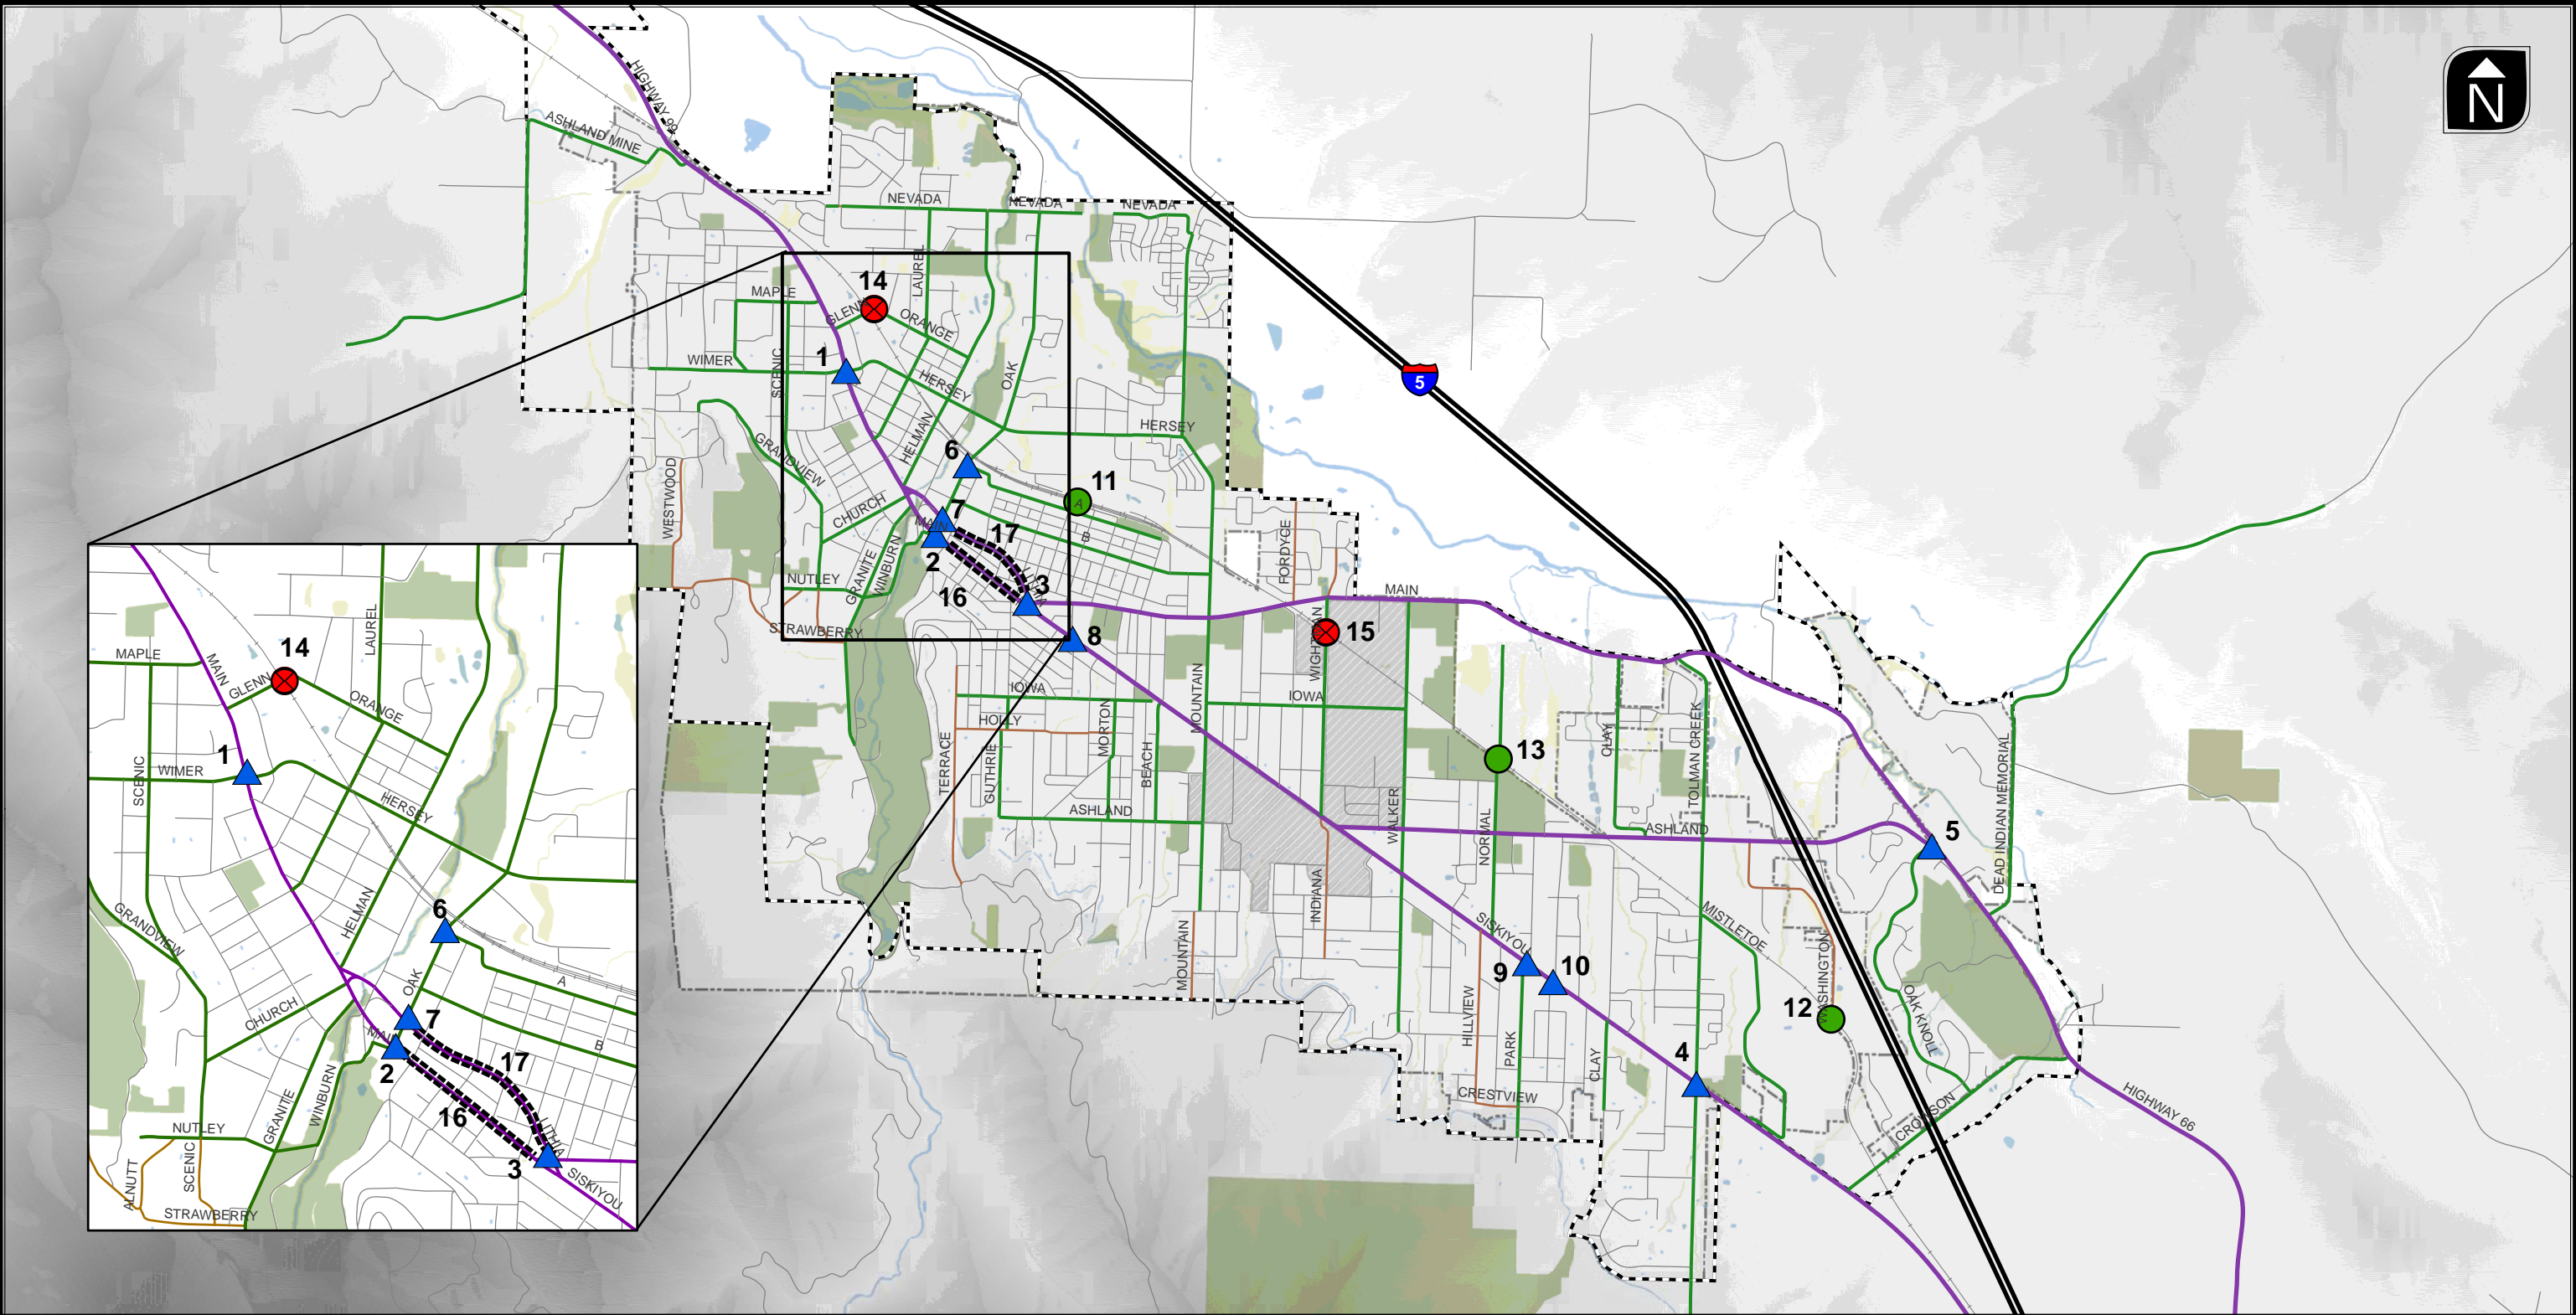 N
HIGHWAY 99
ASHLAND MINE
NEVADA
NEVADA
NEVADA
LAUREL
14
MAPLE
GLENN
ORANGE
1
WIMER
SCENIC
HERSEY
OAK
5
HERSEY
HELMAN
GRANDVIEW
6
WESTWOOD
CHURCH
11
A
7
MAIN
17
B
FORDYCE
2
GRANITE
WINBURN
NUTLEY
16
3
MAIN
STRAWBERRY
8
WIGHTMAN
15
IOWA
IOWA
HOLLY
MORTON
MOUNTAIN
TERRACE
GUTHRIE
BEACH
13
CLAY
TOLMAN CREEK
DEAD INDIAN MEMORIAL
ASHLAND
WALKER
NORMAL
ASHLAND
5
INDIANA
SISKIYOU
MISTLETOE
MOUNTAIN
WASHINGTON
9
10
HILLVIEW
12
OAK KNOLL
PARK
CLAY
4
CRESTVIEW
CROWSON
HIGHWAY 66
MAPLE
MAIN
14
LAUREL
GLENN
ORANGE
1
WIMER
SCENIC
HERSEY
HELMAN
6
GRANDVIEW
OAK
A
CHURCH
7
MAIN
B
2
17
GRANITE
WINBURN
16
LITHIA
NUTLEY
3
SISKIYOU
SCENIC
STRAWBERRY